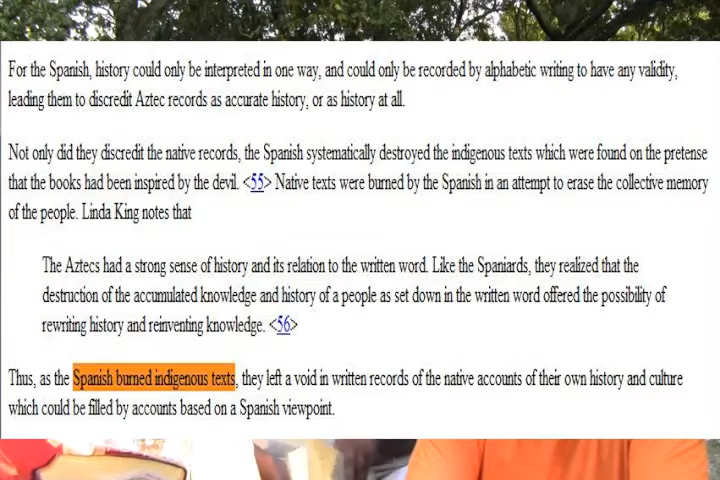 For the Spanish, history could only be interpreted in one way, and could only be recorded by alphabetic writing to have any validity,
leading them to discredit Aztec records as accurate history, or as history at all.
Not only did they discredit the native records, the Spanish systematically destroyed the indigenous texts which were found on the pretense
that the books had been inspired by the devil. <55> Native texts were burned by the Spanish in an attempt to erase the collective memory
of the people. Linda King notes that
The Aztecs had a strong sense of history and its relation to the written word. Like the Spaniards, they realized that the
destruction of the accumulated knowledge and history of a people as set down in the written word offered the possibility of
rewriting history and reinventing knowledge. <56>
Thus, as the Spanish burned indigenous texts, they left a void in written records of the native accounts of their own history and culture
which could be filled by accounts based on a Spanish viewpoint.